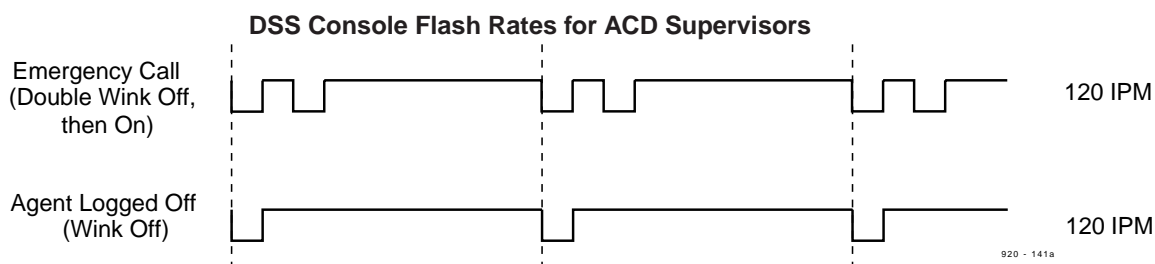 DSS Console Flash Rates for ACD Supervisors
Emergency Call
(Double Wink Off,
then On)
120 IPM
Agent Logged Off
(Wink Off)
120 IPM
920 - 141a